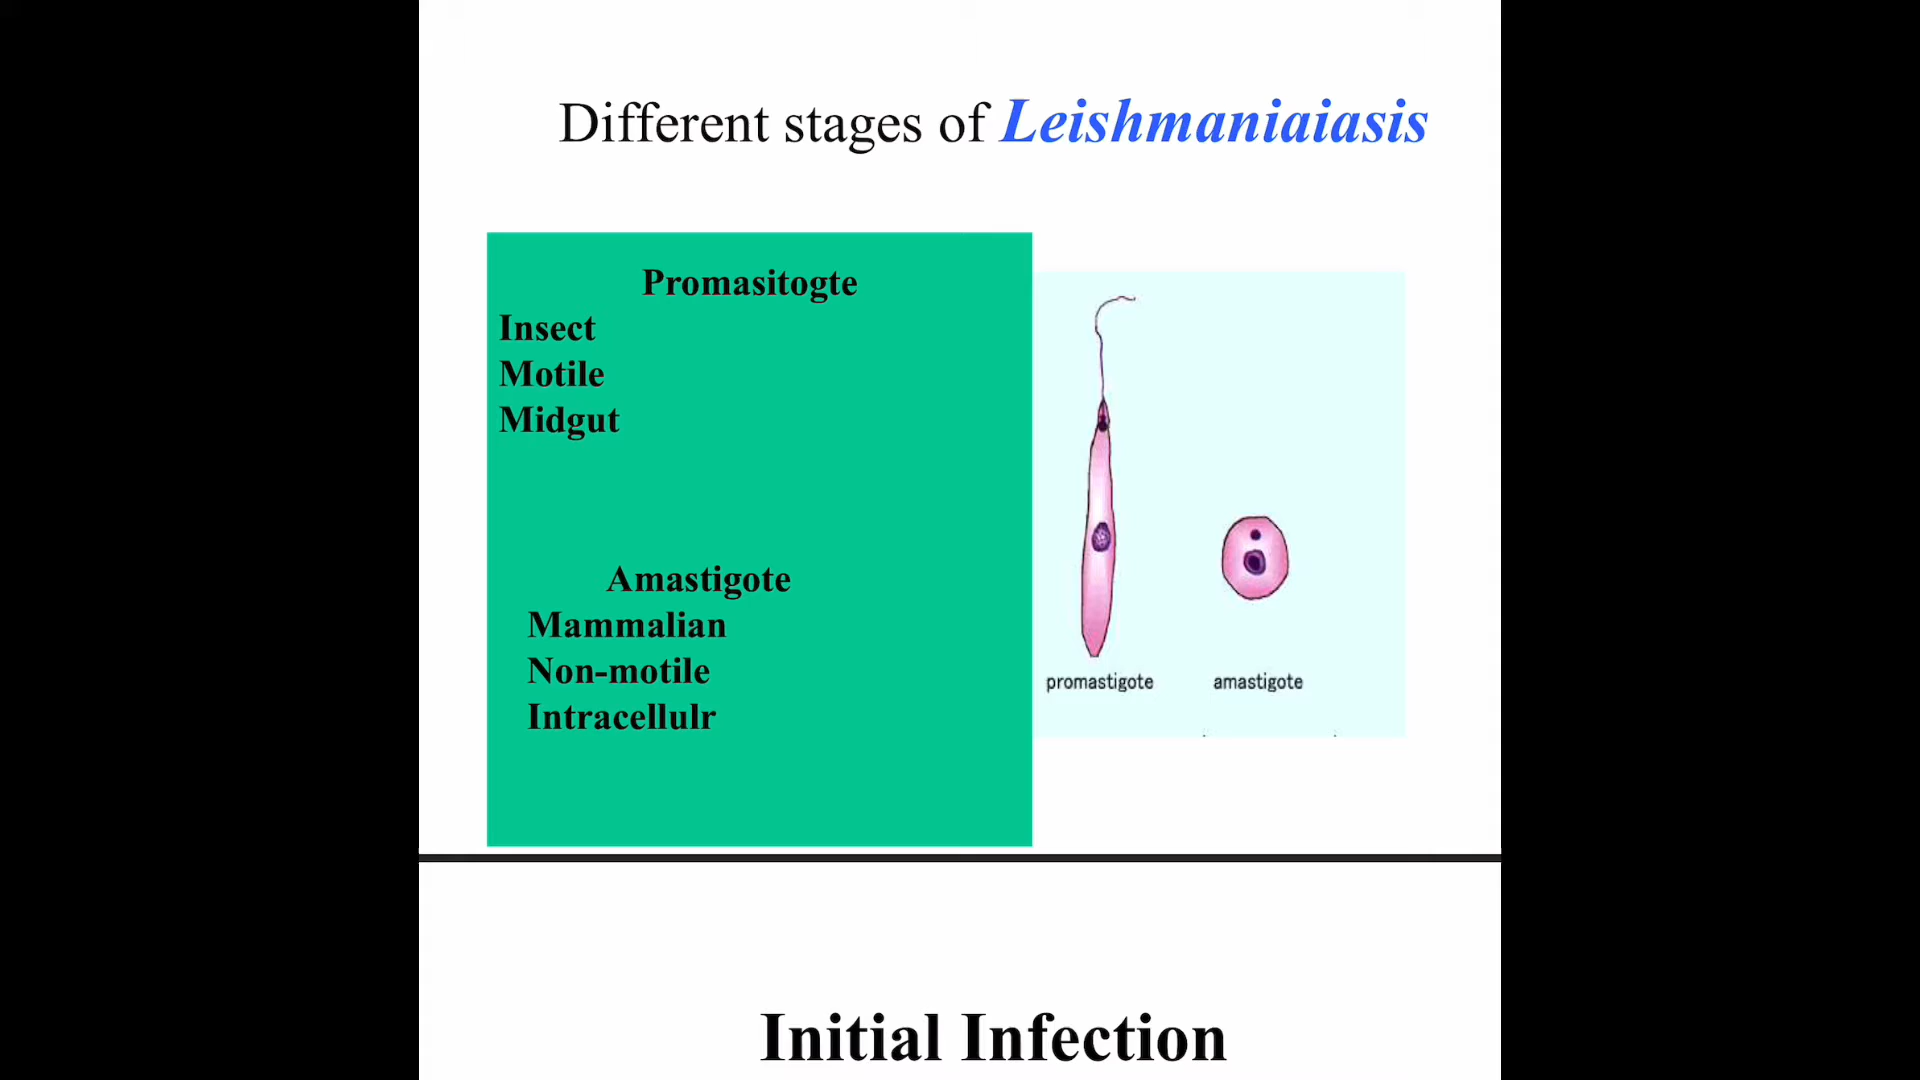 Different stages of Leishmaniaiasis
Promasitogte
Insect
Motile
Midgut
Amastigote
Mammalian
Non-motile
Intracellulr
promastigote amastigote
Initial Infection